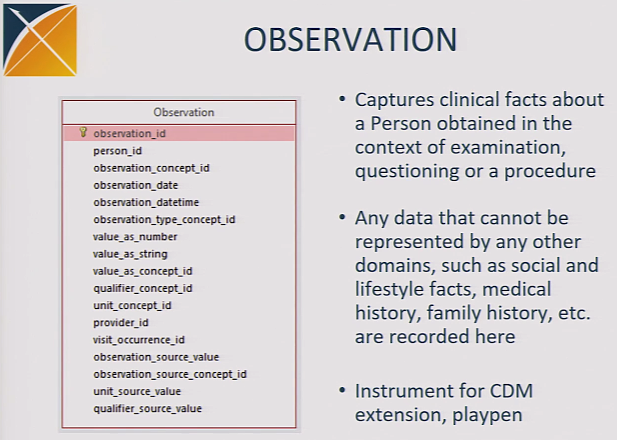 OBSERVATION
Observation
observation_id
person_id
observation_concept_id
observation_date
observation_datetime
observation_type_concept_id
value_as_number
value_as_string
value_as_concept_id
qualifier_concept_id
unit_concept_id
provider_id
visit_occurrence_id
observation_source_value
observation_source_concept_id
unit_source_value
qualifier_source_value
• Captures clinical facts about
a Person obtained in the
context of examination,
questioning or a procedure
• Any data that cannot be
represented by any other
domains, such as social and
lifestyle facts, medical
history, family history, etc.
are recorded here
• Instrument for CDM
extension, playpen